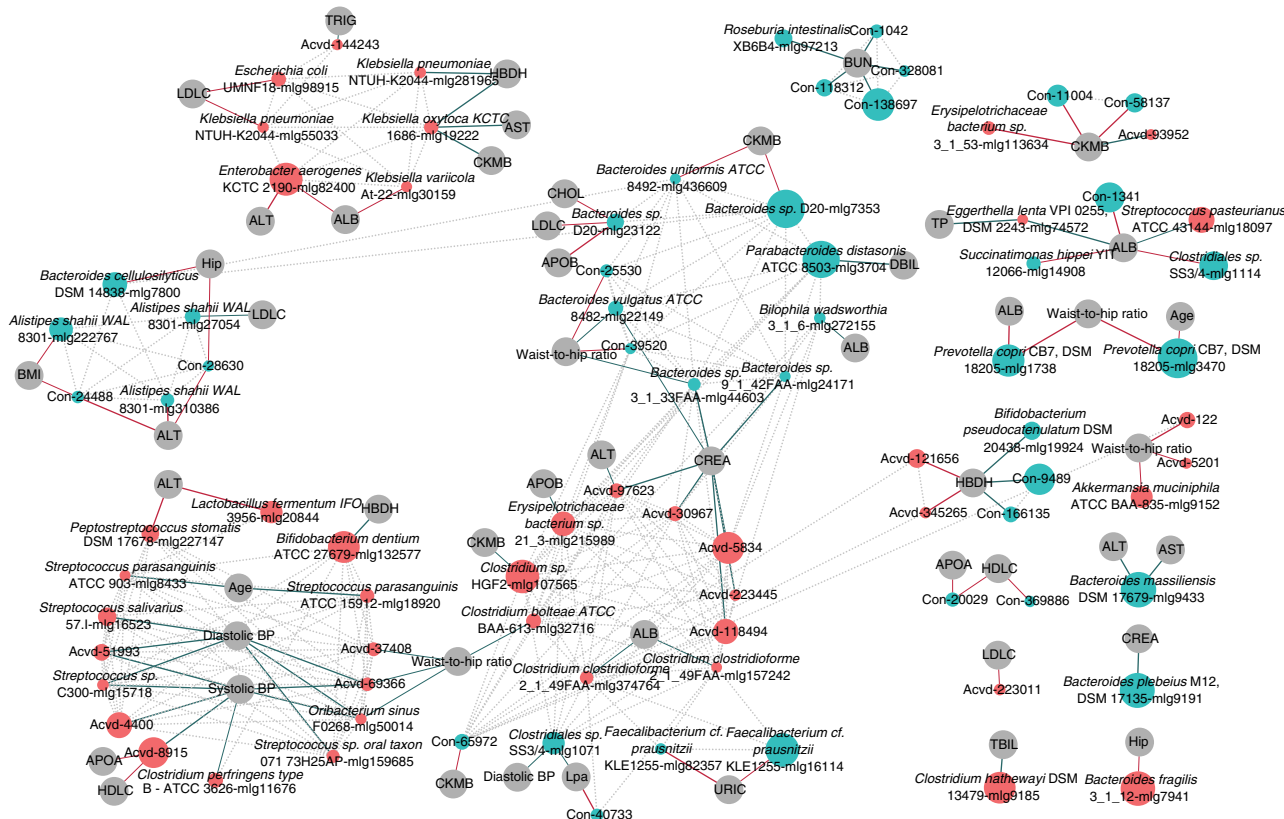 TRIG
Acvd-144243
Escherichia coli
UMNF18-mlg98915
Klebsiella pneumoniae
NTUH-K2044-mlg281965
HBDH
LDLC
Klebsiella pneumoniae
NTUH-K2044-mlg55033
Klebsiella oxytoca KCTC
1686-mlg19222
AST
CKMB
Enterobacter aerogenes
KCTC 2190-mlg82400
Klebsiella variicola
At-22-mlg30159
ALT
ALB
Roseburia intestinalis
XB6B4-mlg97213
Con-1042
BUN
Con-328081
Con-118312
Con-138697
Con-11004
Con-58137
Erysipelotrichaceae
bacterium sp.
3_1_53-mlg113634
Acvd-93952
CKMB
CKMB
Bacteroides uniformis ATCC
8492-mlg436609
CHOL
Bacteroides sp. D20-mlg7353
LDLC
Bacteroides sp.
D20-mlg23122
APOB
Parabacteroides distasonis
ATCC 8503-mlg3704
DBIL
Con-25530
Bacteroides vulgatus ATCC
8482-mlg22149
Bilophila wadsworthia
3_1_6-mlg272155
Con-39520
Waist-to-hip ratio
ALB
Bacteroides sp.
3_1_33FAA-mlg44603
Bacteroides sp.
9_1_42FAA-mlg24171
CREA
Con-1341
TP
Eggerthella lenta VPI 0255,
DSM 2243-mlg74572
Streptococcus pasteurianus
ATCC 43144-mlg18097
ALB
Succinatimonas hippei YIT
12066-mlg14908
Clostridiales sp.
SS3/4-mlg1114
ALB
Waist-to-hip ratio
Age
Prevotella copri CB7, DSM
18205-mlg1738
Prevotella copri CB7, DSM
18205-mlg3470
Hip
Bacteroides cellulosilyticus
DSM 14838-mlg7800
Alistipes shahii WAL
8301-mlg27054
LDLC
Alistipes shahii WAL
8301-mlg222767
BMI
Con-28630
Con-24488
Alistipes shahii WAL
8301-mlg310386
ALT
Bifidobacterium
pseudocatenulatum DSM
20438-mlg19924
Acvd-121656
HBDH
Con-9489
Acvd-345265
Con-166135
Acvd-122
Waist-to-hip ratio
Acvd-5201
Akkermansia muciniphila
ATCC BAA-835-mlg9152
ALT
Lactobacillus fermentum IFO
3956-mlg20844
HBDH
Peptostreptococcus stomatis
DSM 17678-mlg227147
Bifidobacterium dentium
ATCC 27679-mlg132577
Streptococcus parasanguinis
ATCC 903-mlg8433
Age
Streptococcus parasanguinis
ATCC 15912-mlg18920
Streptococcus salivarius
57.I-mlg16523
Diastolic BP
Acvd-51993
Acvd-37408
Streptococcus sp.
C300-mlg15718
Systolic BP
Acvd-69366
Waist-to-hip ratio
Acvd-4400
Oribacterium sinus
F0268-mlg50014
APOA
Acvd-8915
Streptococcus sp. oral taxon
071 73H25AP-mlg159685
HDLC
Clostridium perfringens type
B - ATCC 3626-mlg11676
ALT
APOB
Acvd-97623
Erysipelotrichaceae
bacterium sp.
21_3-mlg215989
Acvd-30967
CKMB
Clostridium sp.
HGF2-mlg107565
Acvd-5834
Clostridium bolteae ATCC
BAA-613-mlg32716
Acvd-223445
ALB
Acvd-118494
Clostridium clostridioforme
2_1_49FAA-mlg374764
Clostridium clostridioforme
2_1_49FAA-mlg157242
Con-65972
Clostridiales sp.
SS3/4-mlg1071
Faecalibacterium cf.
prausnitzii
KLE1255-mlg82357
Faecalibacterium cf.
prausnitzii
KLE1255-mlg16114
CKMB
Diastolic BP
Lpa
URIC
Con-40733
APOA
HDLC
Con-20029
Con-369886
ALT
AST
Bacteroides massiliensis
DSM 17679-mlg9433
LDLC
Acvd-223011
CREA
Bacteroides plebeius M12,
DSM 17135-mlg9191
TBIL
Clostridium hathewayi DSM
13479-mlg9185
Hip
Bacteroides fragilis
3_1_12-mlg7941